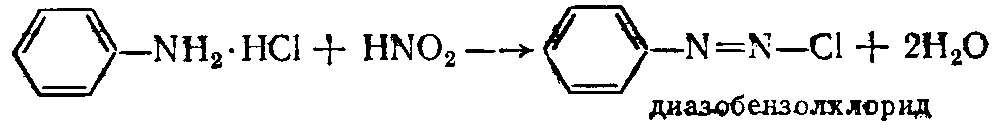 —NH₂·HCl + HNO₂ → —N=N—Cl + 2H₂O
диазобензолхлорид